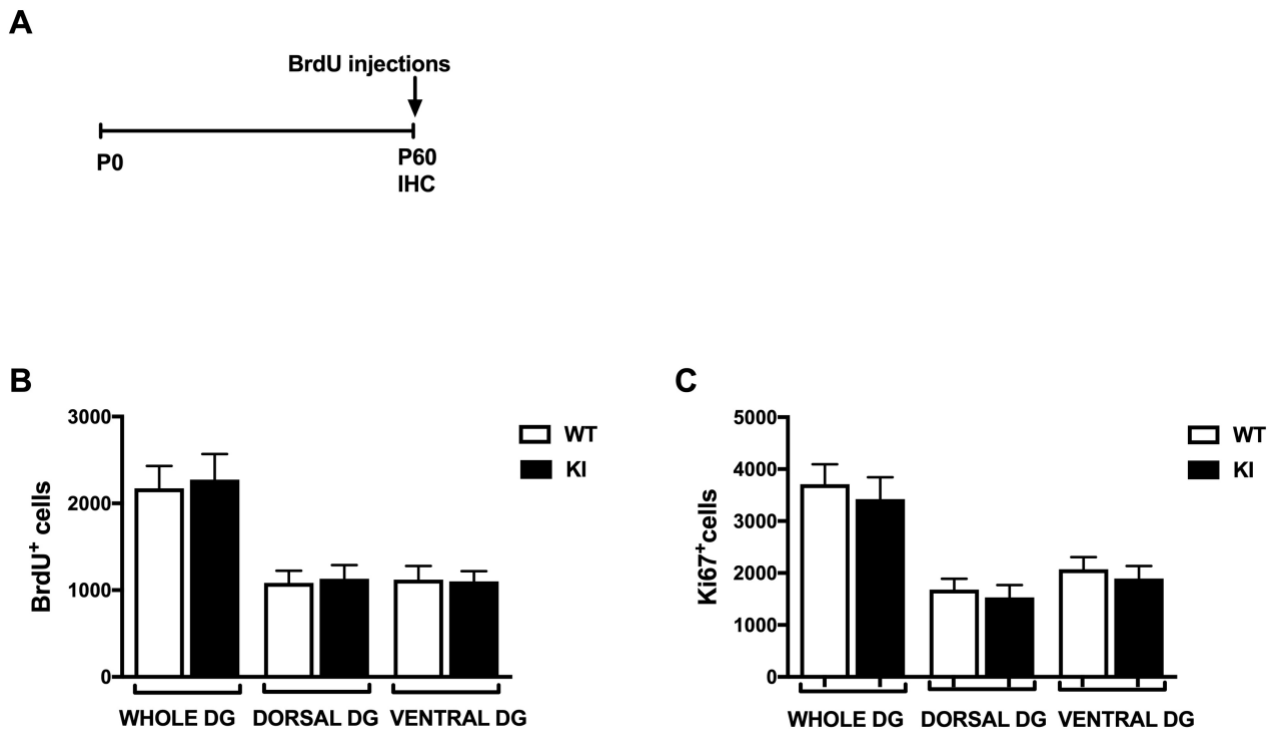 A
BrdU injections
P0
P60
IHC
B
3000
2000
1000
0
BrdU⁺ cells
WT
KI
WHOLE DG
DORSAL DG
VENTRAL DG
C
5000
4000
3000
2000
1000
0
Ki67⁺cells
WT
KI
WHOLE DG
DORSAL DG
VENTRAL DG